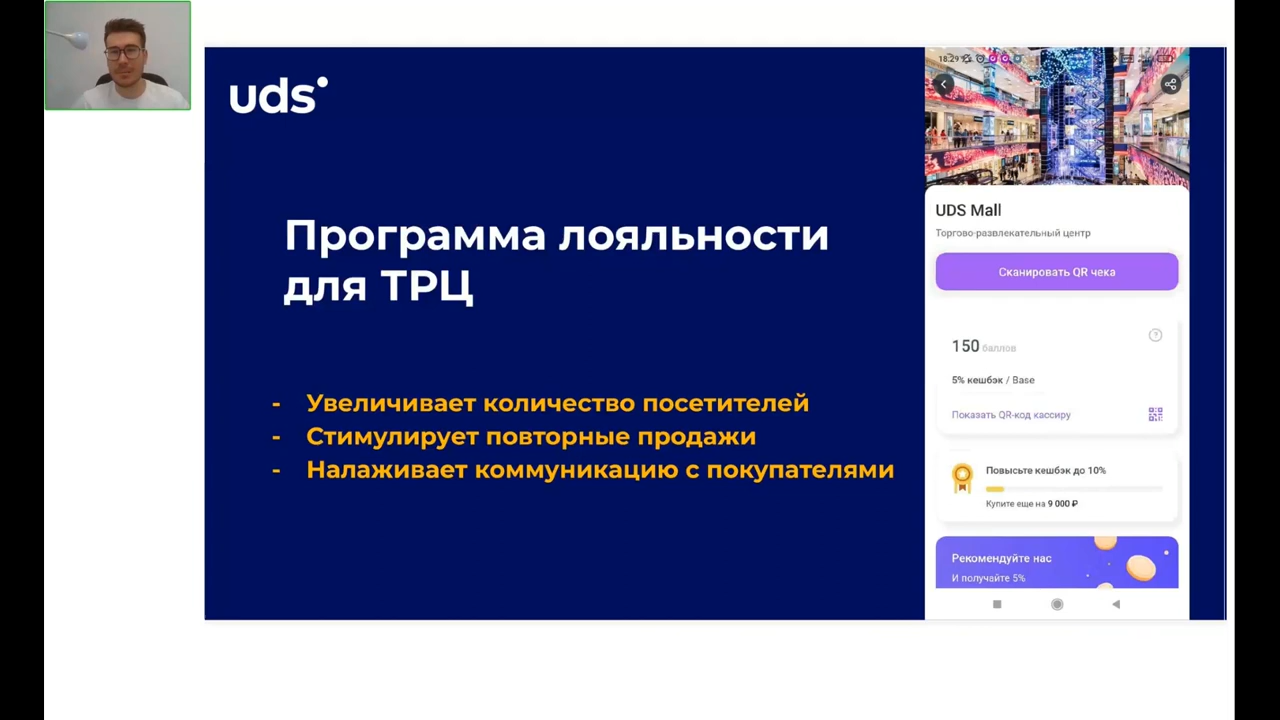 uds
Программа лояльности
для ТРЦ
- Увеличивает количество посетителей
- Стимулирует повторные продажи
- Налаживает коммуникацию с покупателями
18:29
UDS Mall
Торгово-развлекательный центр
Сканировать QR чека
150 баллов
5% кешбэк / Base
Показать QR-код кассиру
Повысьте кешбэк до 10%
Купите еще на 9 000 ₽
Рекомендуйте нас
И получайте 5%